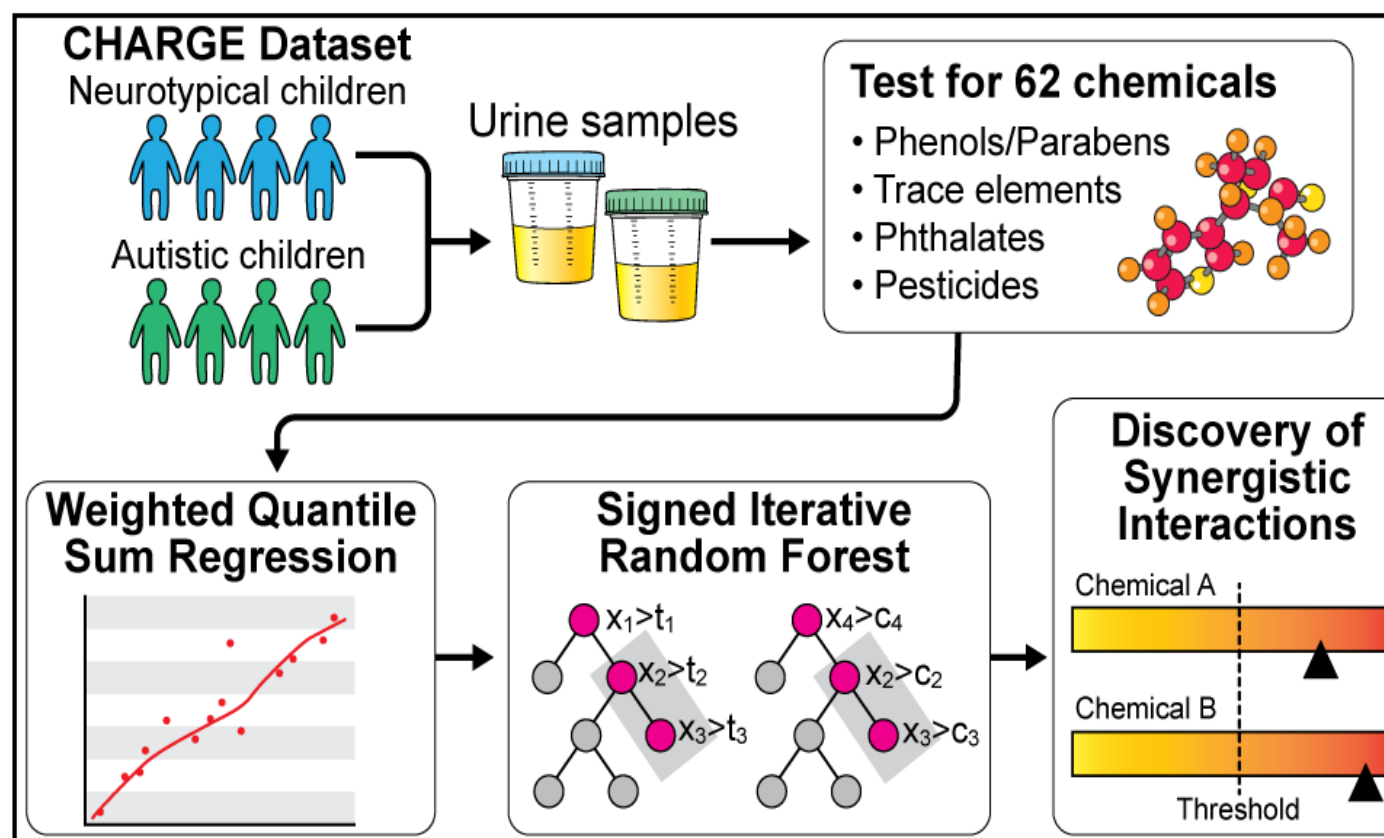 CHARGE Dataset
Neurotypical children
Autistic children
Urine samples
Test for 62 chemicals
• Phenols/Parabens
• Trace elements
• Phthalates
• Pesticides
Weighted Quantile
Sum Regression
Signed Iterative
Random Forest
x₁>t₁
x₂>t₂
x₃>t₃
x₄>c₄
x₂>c₂
x₃>c₃
Discovery of
Synergistic
Interactions
Chemical A
Chemical B
Threshold